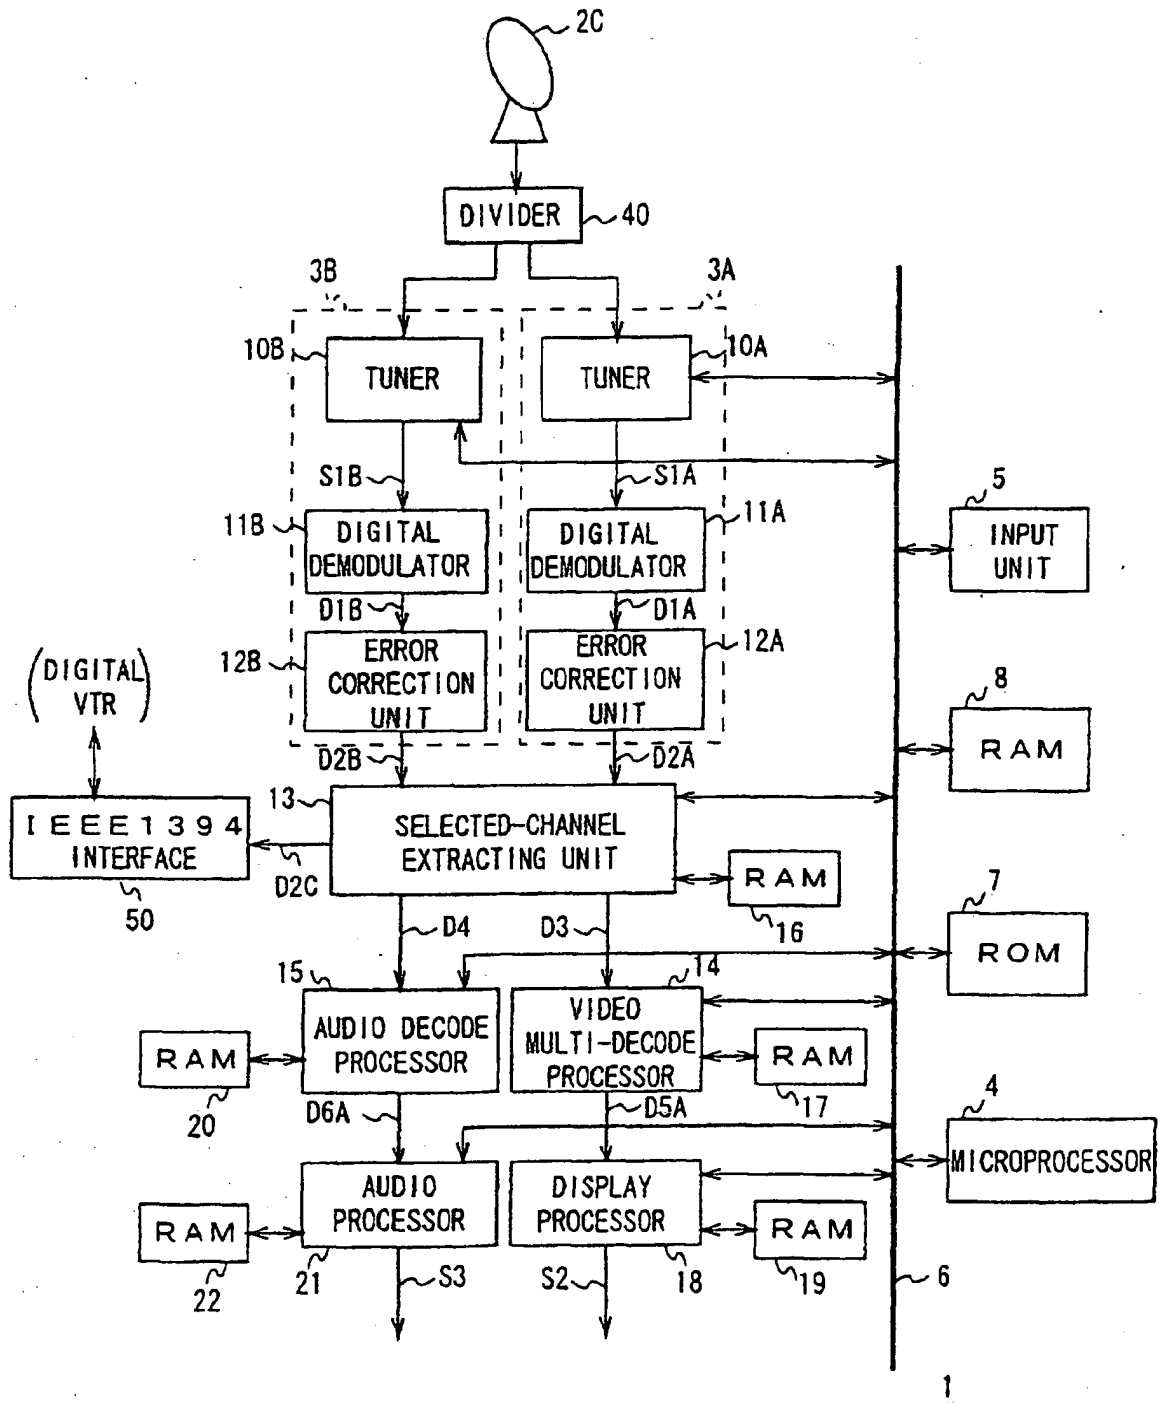 2C
DIVIDER
40
3B
3A
10B
TUNER
TUNER
10A
S1B
S1A
5
11B
DIGITAL
DEMODULATOR
DIGITAL
DEMODULATOR
11A
INPUT
UNIT
D1B
D1A
12B
ERROR
CORRECTION
UNIT
ERROR
CORRECTION
UNIT
12A
(DIGITAL
VTR)
8
RAM
D2B
D2A
13
IEEE1394
INTERFACE
SELECTED-CHANNEL
EXTRACTING UNIT
D2C
RAM
50
16
7
D4
D3
ROM
15
14
AUDIO DECODE
PROCESSOR
VIDEO
MULTI-DECODE
PROCESSOR
RAM
RAM
20
17
4
D6A
D5A
MICROPROCESSOR
AUDIO
PROCESSOR
DISPLAY
PROCESSOR
RAM
RAM
22
21
S3
S2
18
19
6
1